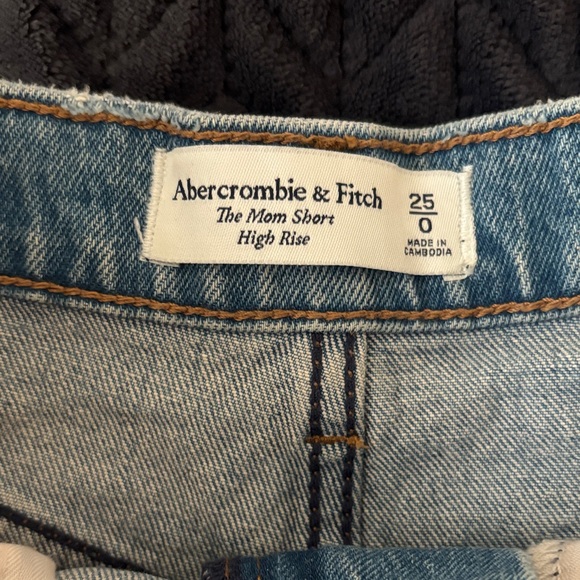 Abercrombie & Fitch
The Mom Short
High Rise
25
0
MADE IN
CAMBODIA